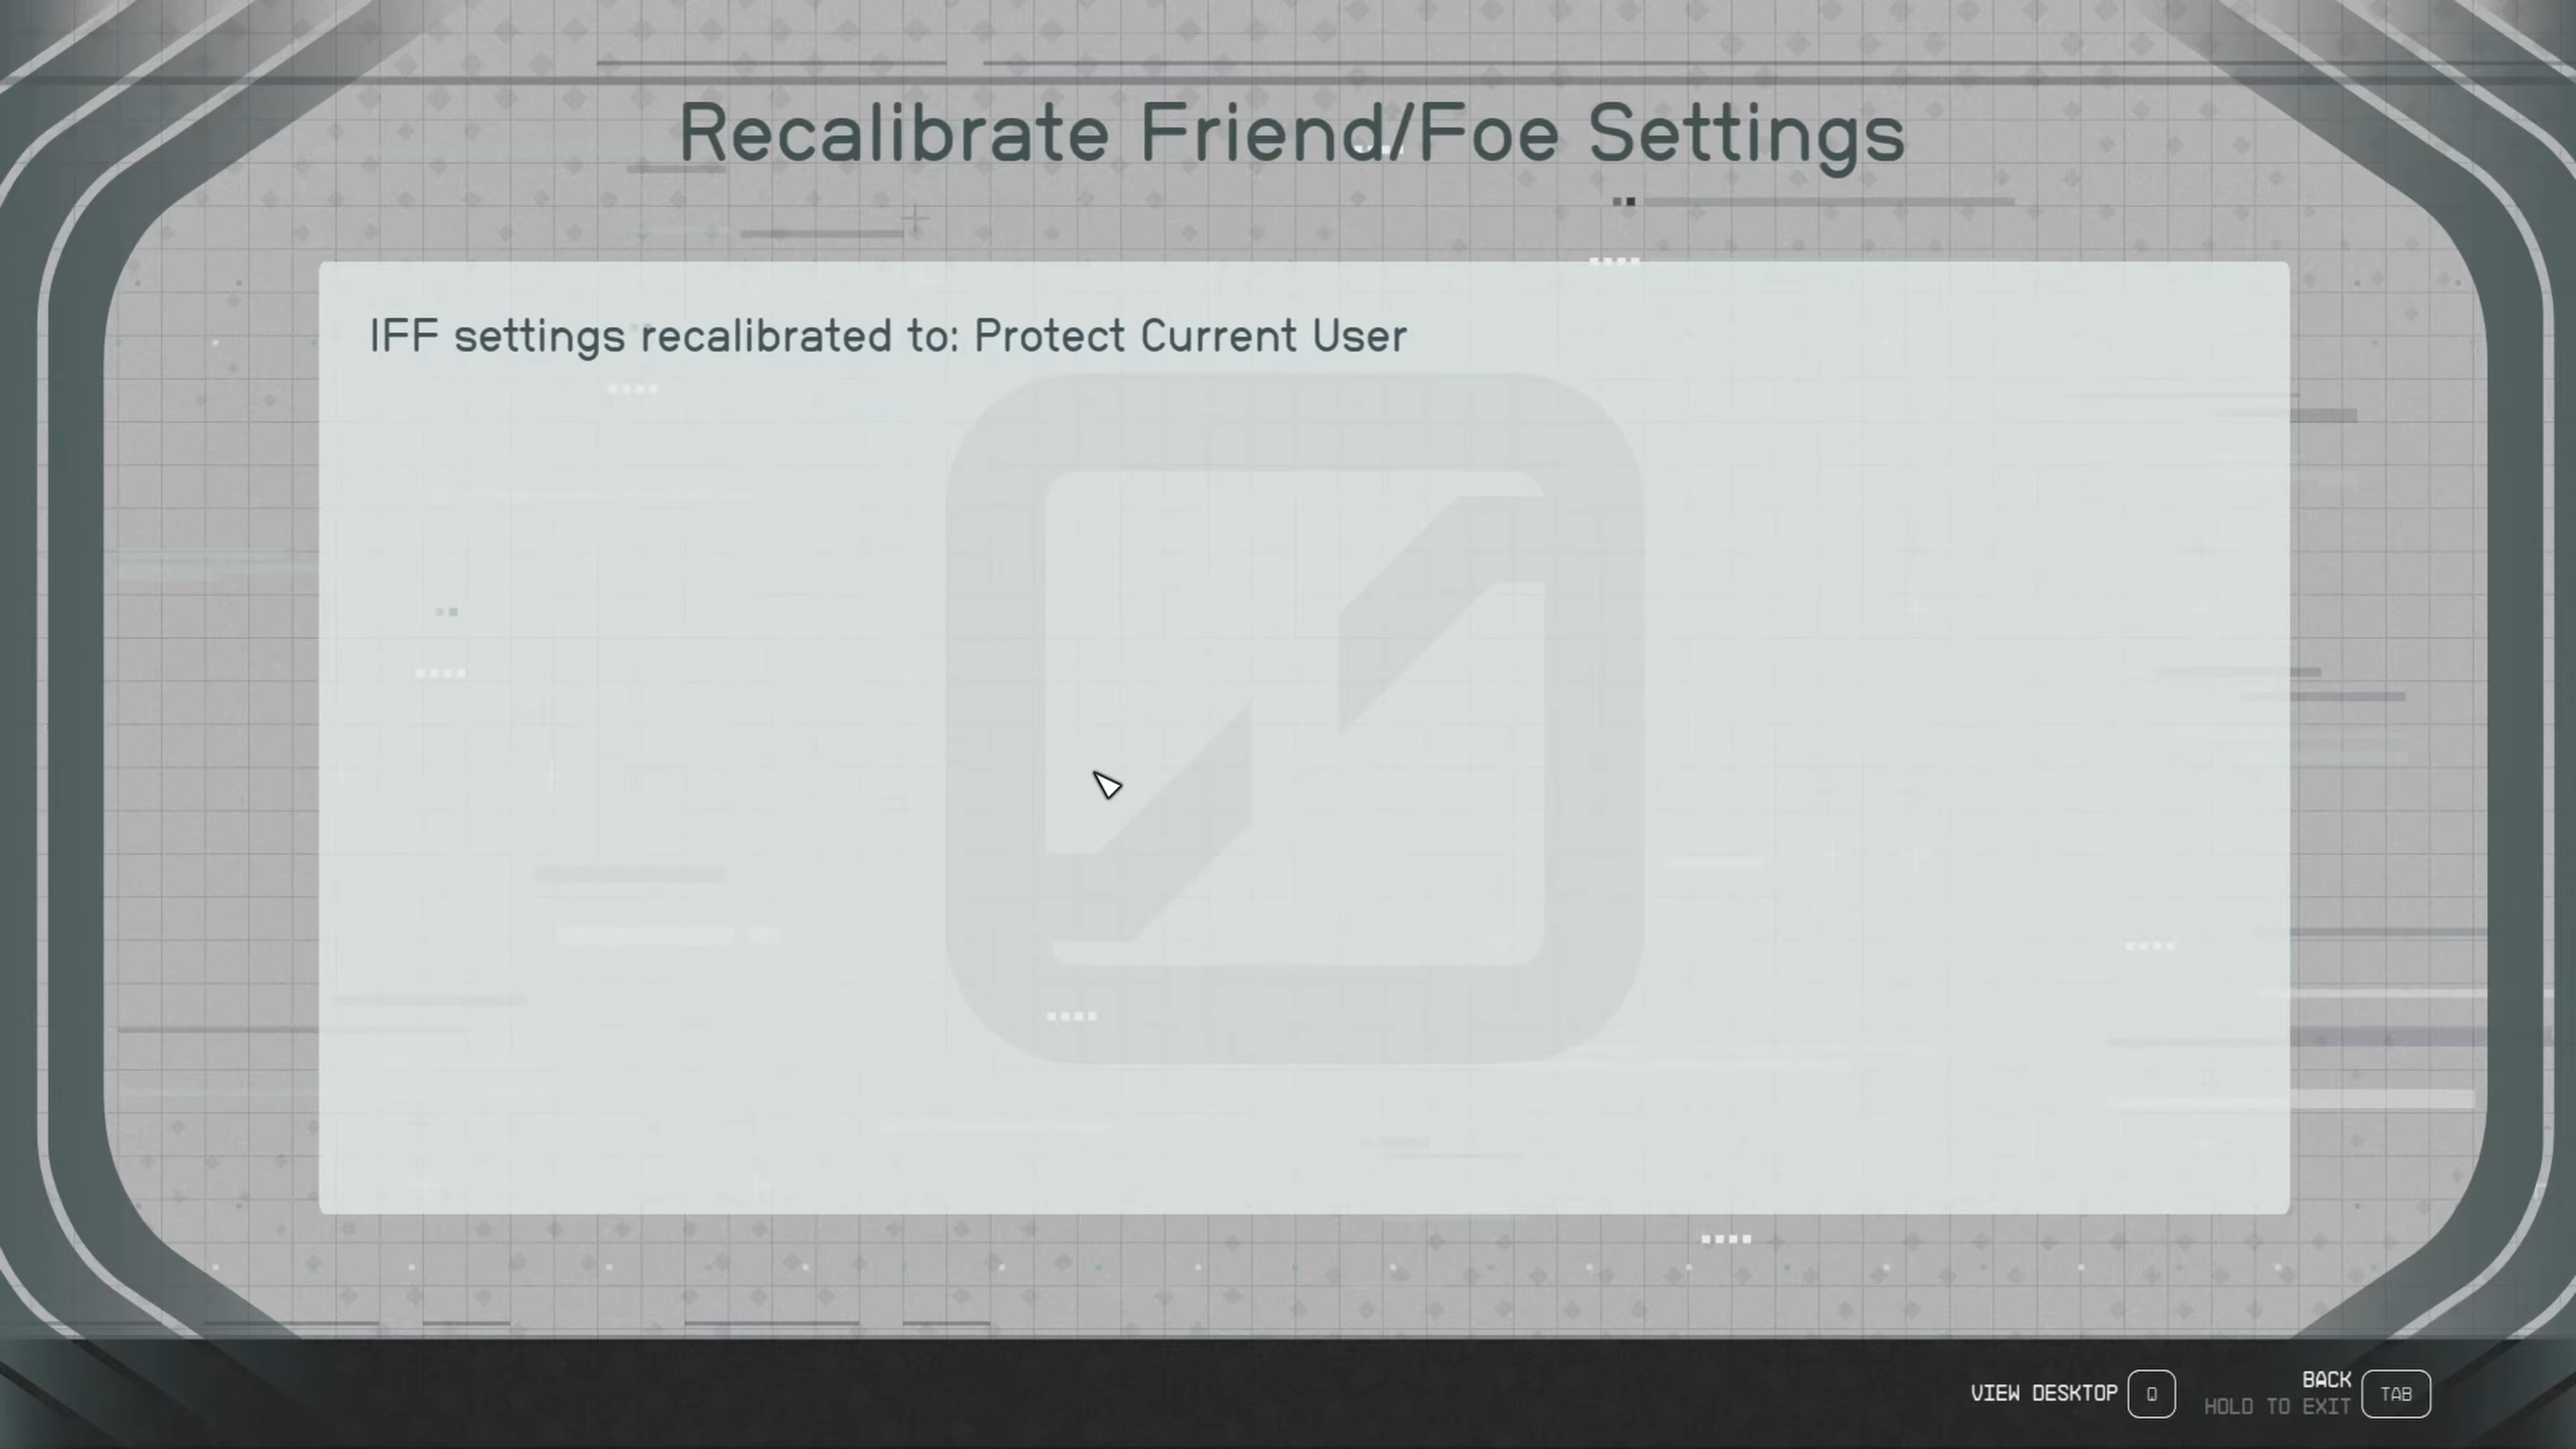 Recalibrate Friend/Foe Settings
IFF settings recalibrated to: Protect Current User
VIEW DESKTOP Q
BACK
HOLD TO EXIT TAB